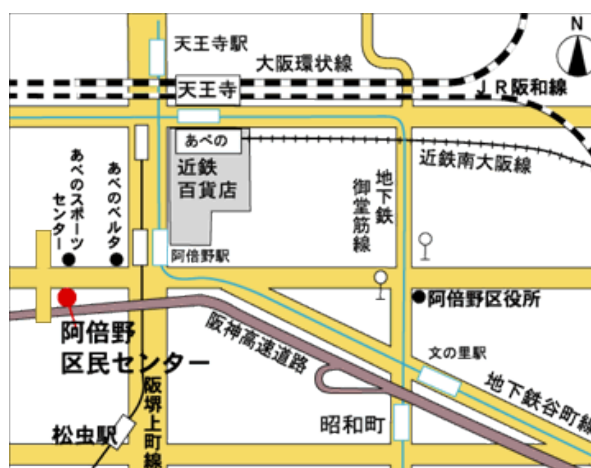 N
天王寺駅
大阪環状線
天王寺
JR阪和線
あべの
近鉄
百貨店
近鉄南大阪線
地下鉄
御堂筋線
あべのスポーツ
センター
あべのベルタ
阿倍野駅
阿倍野区役所
阿倍野
区民センター
阪神高速道路
文の里駅
地下鉄谷町線
阪堺上町線
松虫駅
昭和町